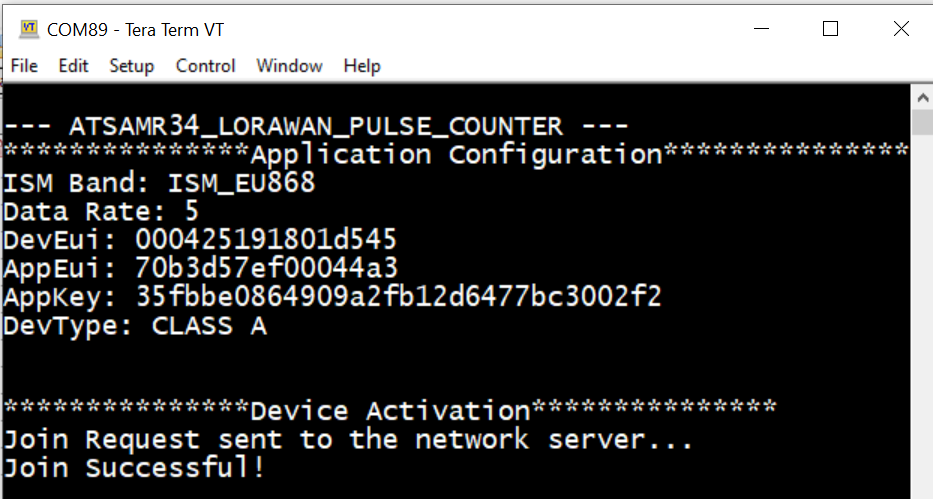 COM89 - Tera Term VT
File Edit Setup Control Window Help
--- ATSAMR34_LORAWAN_PULSE_COUNTER ---
***************Application Configuration***************
ISM Band: ISM_EU868
Data Rate: 5
DevEui: 000425191801d545
AppEui: 70b3d57ef00044a3
AppKey: 35fbbe0864909a2fb12d6477bc3002f2
DevType: CLASS A
***************Device Activation***************
Join Request sent to the network server...
Join Successful!